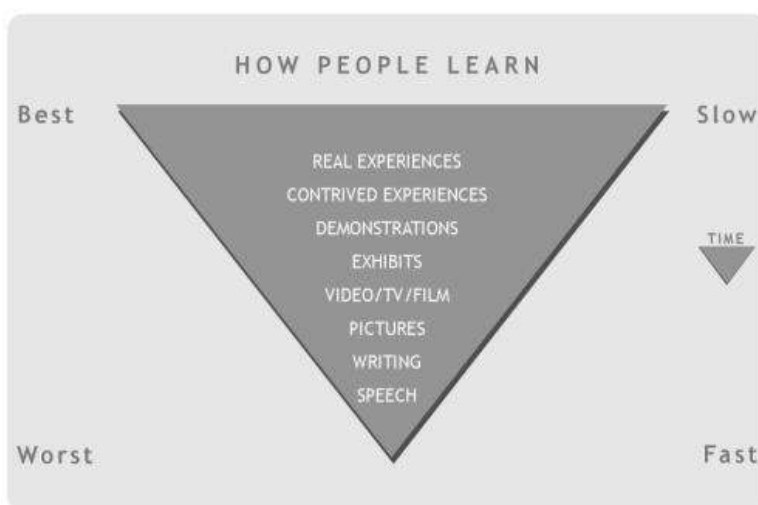 HOW PEOPLE LEARN
Best
Slow
REAL EXPERIENCES
CONTRIVED EXPERIENCES
DEMONSTRATIONS
TIME
EXHIBITS
VIDEO/TV/FILM
PICTURES
WRITING
SPEECH
Worst
Fast